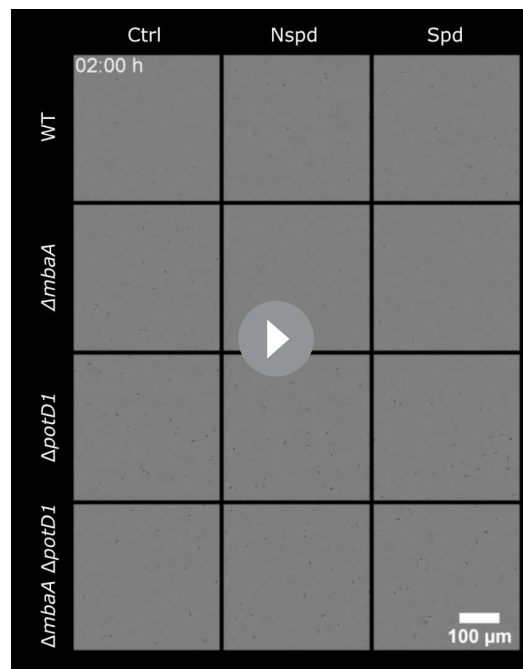 Ctrl Nspd Spd
02:00 h
WT
ΔmbaA
ΔpotD1
ΔmbaA ΔpotD1
100 µm